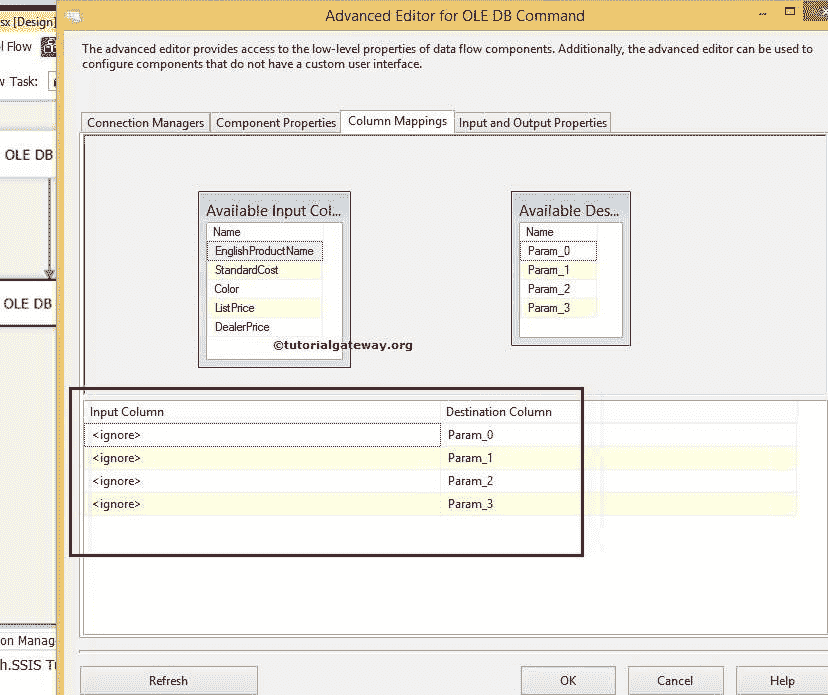 Advanced Editor for OLE DB Command
sx [Design]
l Flow
w Task:
OLE DB
OLE DB
on Manag
h.SSIS Tu
The advanced editor provides access to the low-level properties of data flow components. Additionally, the advanced editor can be used to
configure components that do not have a custom user interface.
Connection Managers Component Properties Column Mappings Input and Output Properties
Available Input Col...
Name
EnglishProductName
StandardCost
Color
ListPrice
DealerPrice
Available Des...
Name
Param_0
Param_1
Param_2
Param_3
©tutorialgateway.org
Input Column Destination Column
<ignore> Param_0
<ignore> Param_1
<ignore> Param_2
<ignore> Param_3
Refresh OK Cancel Help